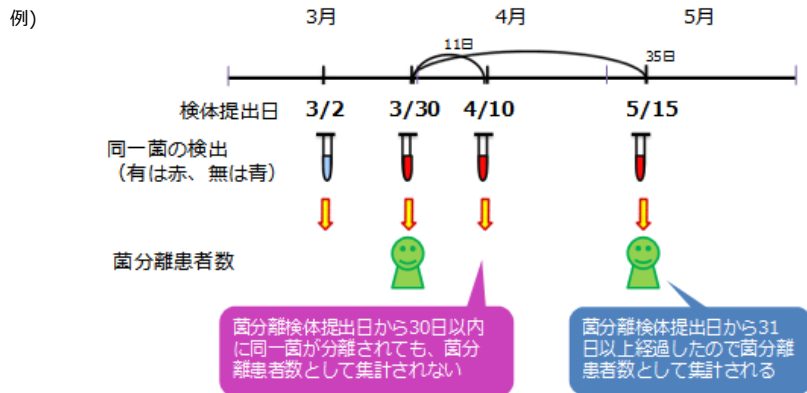 例)
3月 4月 5月
11日
35日
検体提出日 3/2 3/30 4/10 5/15
同一菌の検出
（有は赤、無は青）
菌分離患者数
菌分離検体提出日から30日以内
に同一菌が分離されても、菌分
離患者数として集計されない
菌分離検体提出日から31
日以上経過したので菌分離
患者数として集計される